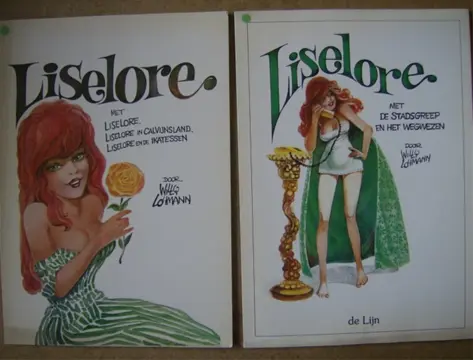 Liselore.
MET
LISELORE,
LISELORE IN CALVIJNSLAND,
LISELORE EN DE PIRATESSEN
DOOR
WILLY
LOHMANN
Liselore.
MET
DE STADSGREEP
EN HET WEGWEZEN
DOOR
WILLY
LOHMANN
de Lijn